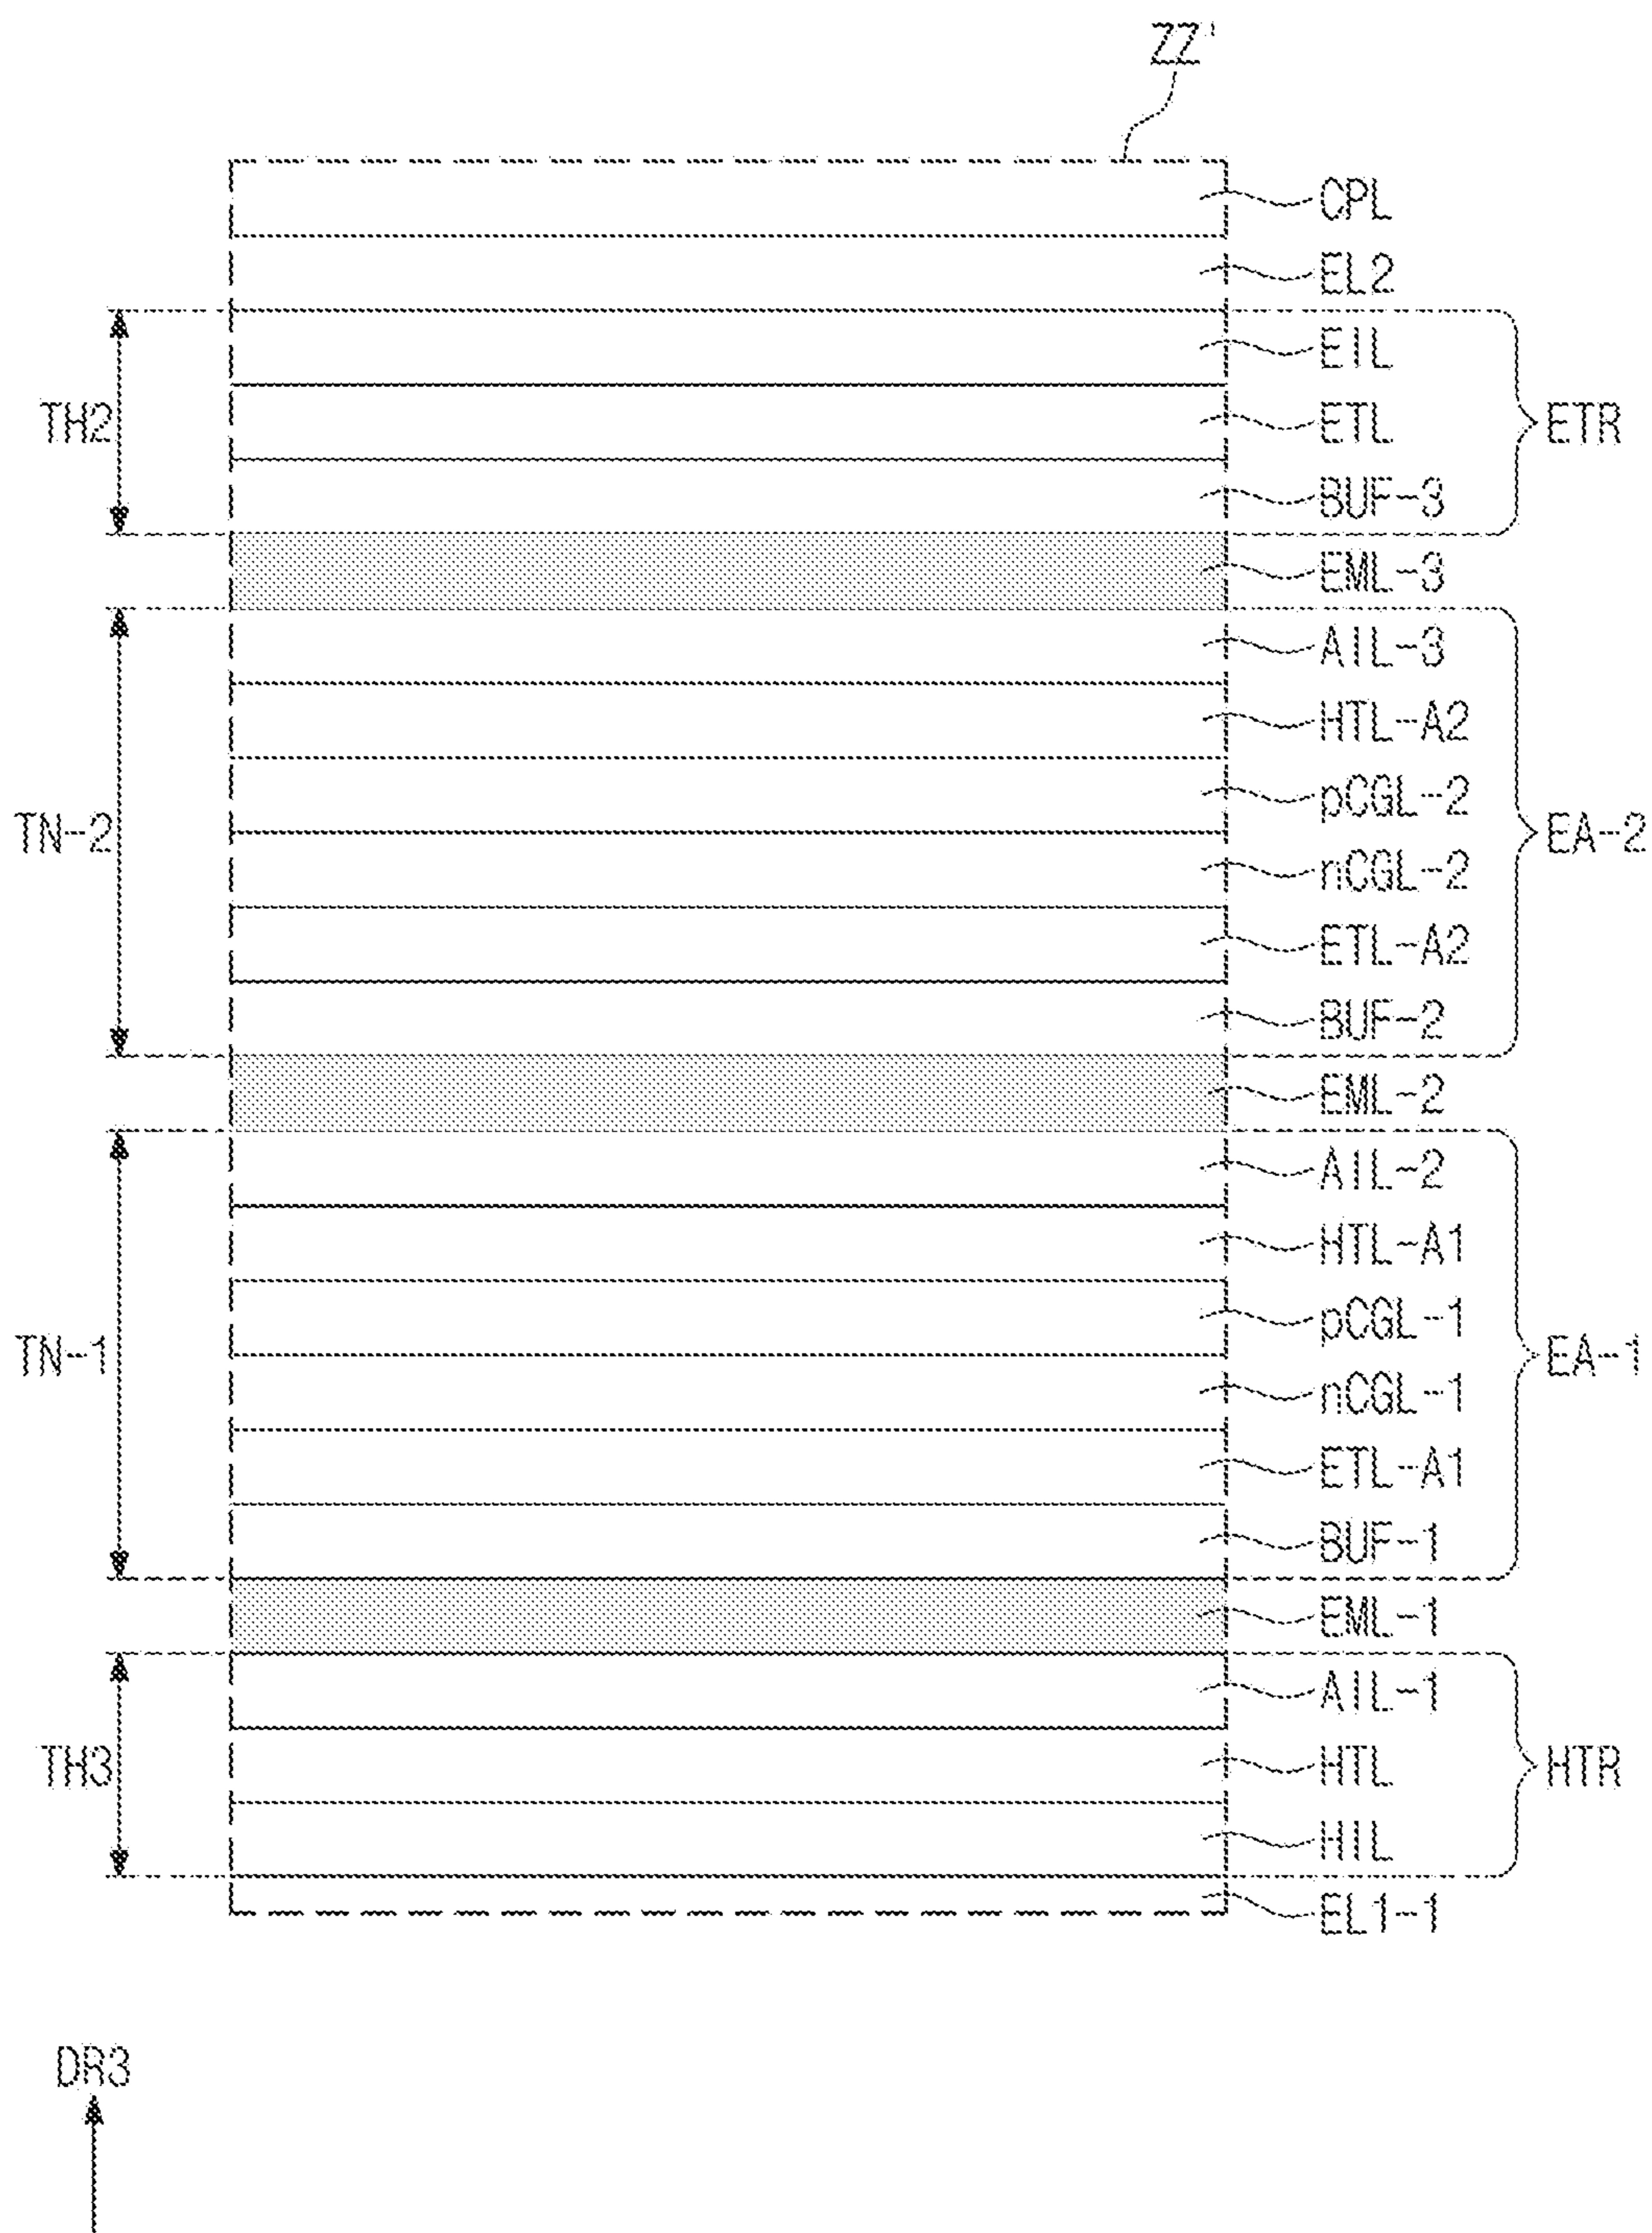 ZZ'
CPL
EL2
EIL
ETL
BUF-3
TH2
ETR
EML-3
AIL-3
HTL-A2
pCGL-2
nCGL-2
ETL-A2
BUF-2
TN-2
EA-2
EML-2
AIL-2
HTL-A1
pCGL-1
nCGL-1
ETL-A1
BUF-1
TN-1
EA-1
EML-1
AIL-1
HTL
HIL
TH3
HTR
EL1-1
DR3